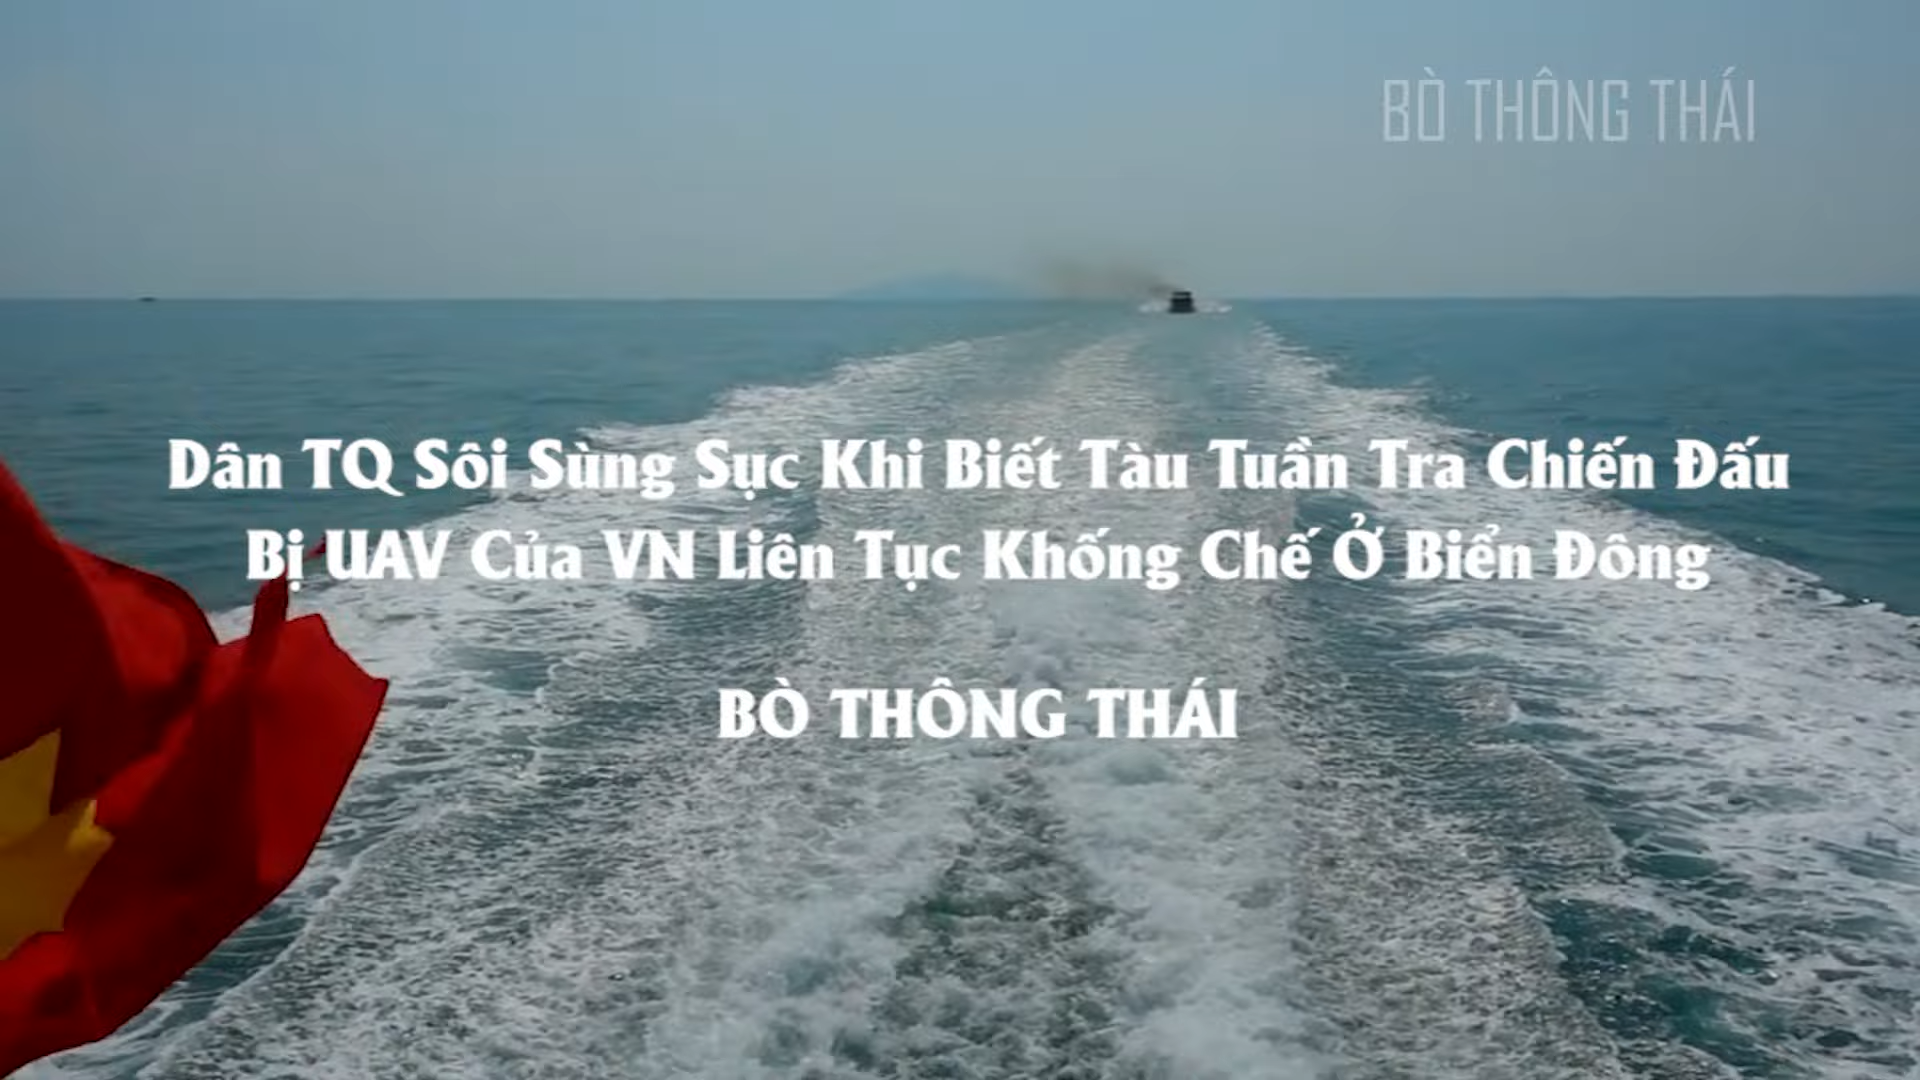 BÒ THÔNG THÁI
Dân TQ Sôi Sùng Sục Khi Biết Tàu Tuần Tra Chiến Đấu
Bị UAV Của VN Liên Tục Khống Chế Ở Biển Đông
BÒ THÔNG THÁI